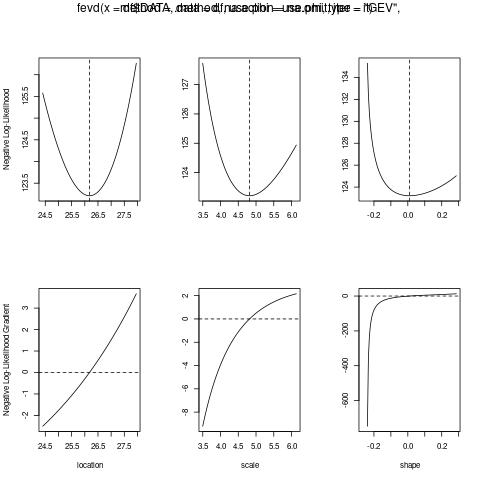 fevd(x =
"GEV",
Negative Log-Likelihood
123.5 124.5 125.5
24.5 25.5 26.5 27.5
124 125 126 127
3.5 4.0 4.5 5.0 5.5 6.0
124 126 128 130 132 134
-0.2 0.0 0.2
Negative Log-Likelihood Gradient
-2 -1 0 1 2 3
24.5 25.5 26.5 27.5
location
-8 -6 -4 -2 0 2
3.5 4.0 4.5 5.0 5.5 6.0
scale
-600 -400 -200 0
-0.2 0.0 0.2
shape